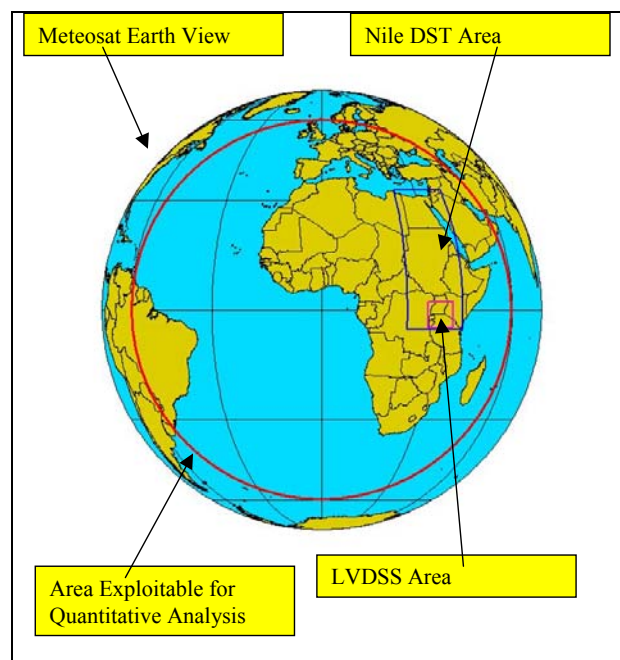 Meteosat Earth View
Nile DST Area
Area Exploitable for
Quantitative Analysis
LVDSS Area